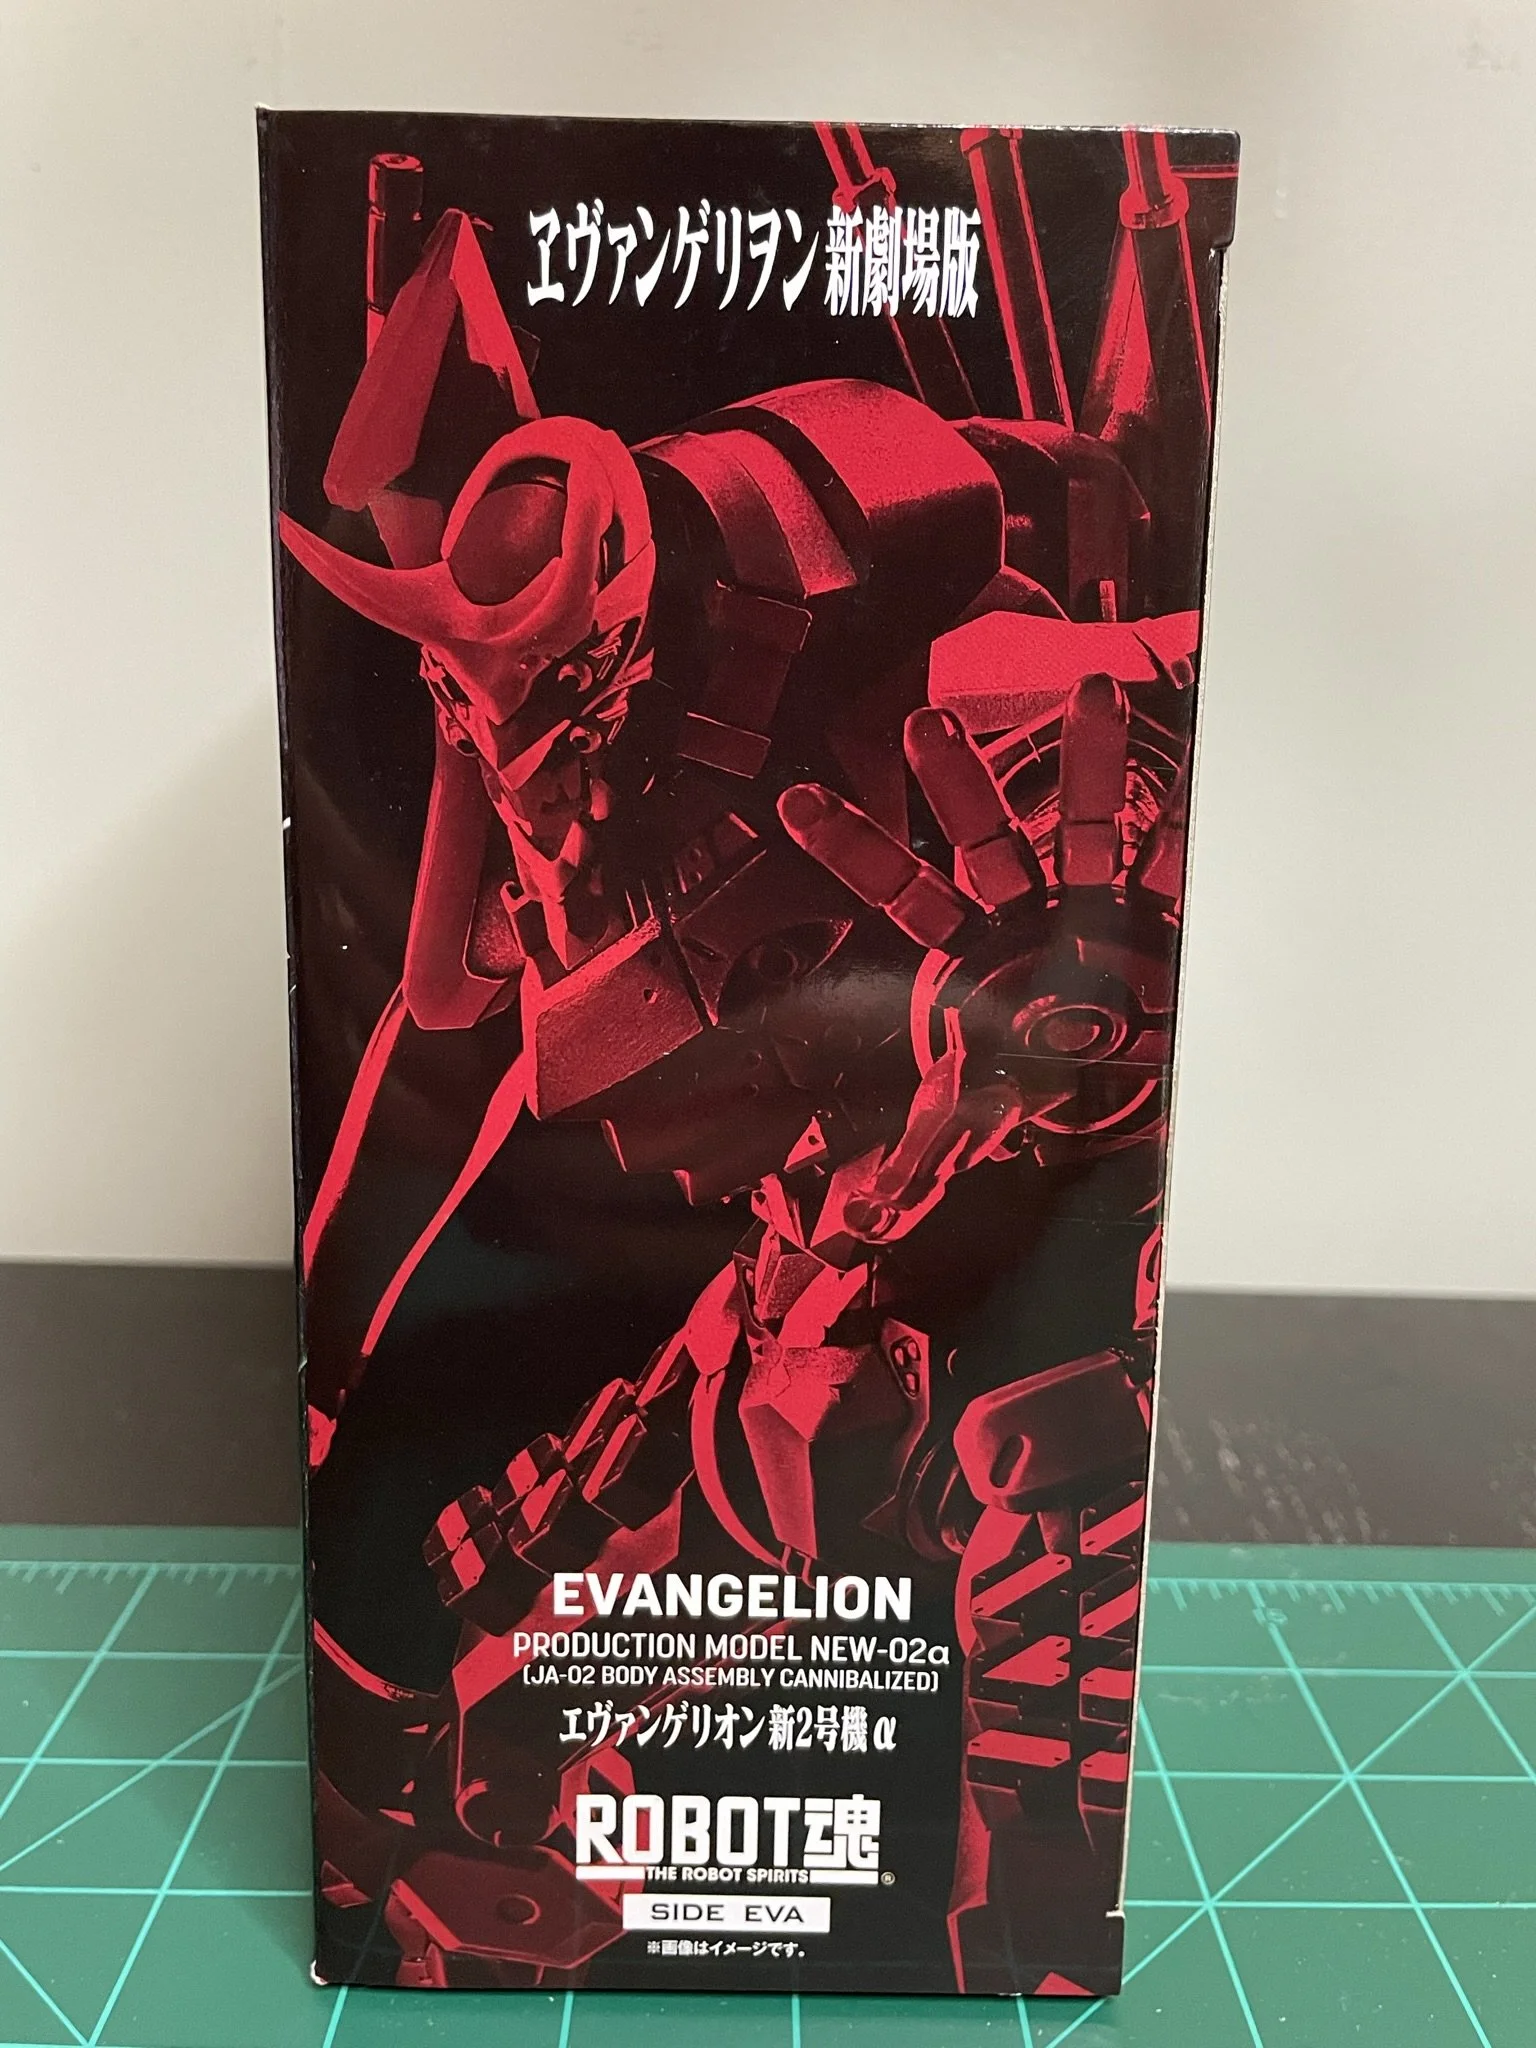 ヱヴァンゲリヲン新劇場版
EVANGELION
PRODUCTION MODEL NEW-02α
(JA-02 BODY ASSEMBLY CANNIBALIZED)
エヴァンゲリオン新2号機α
ROBOT魂
THE ROBOT SPIRITS
®
SIDE EVA
※画像はイメージです。